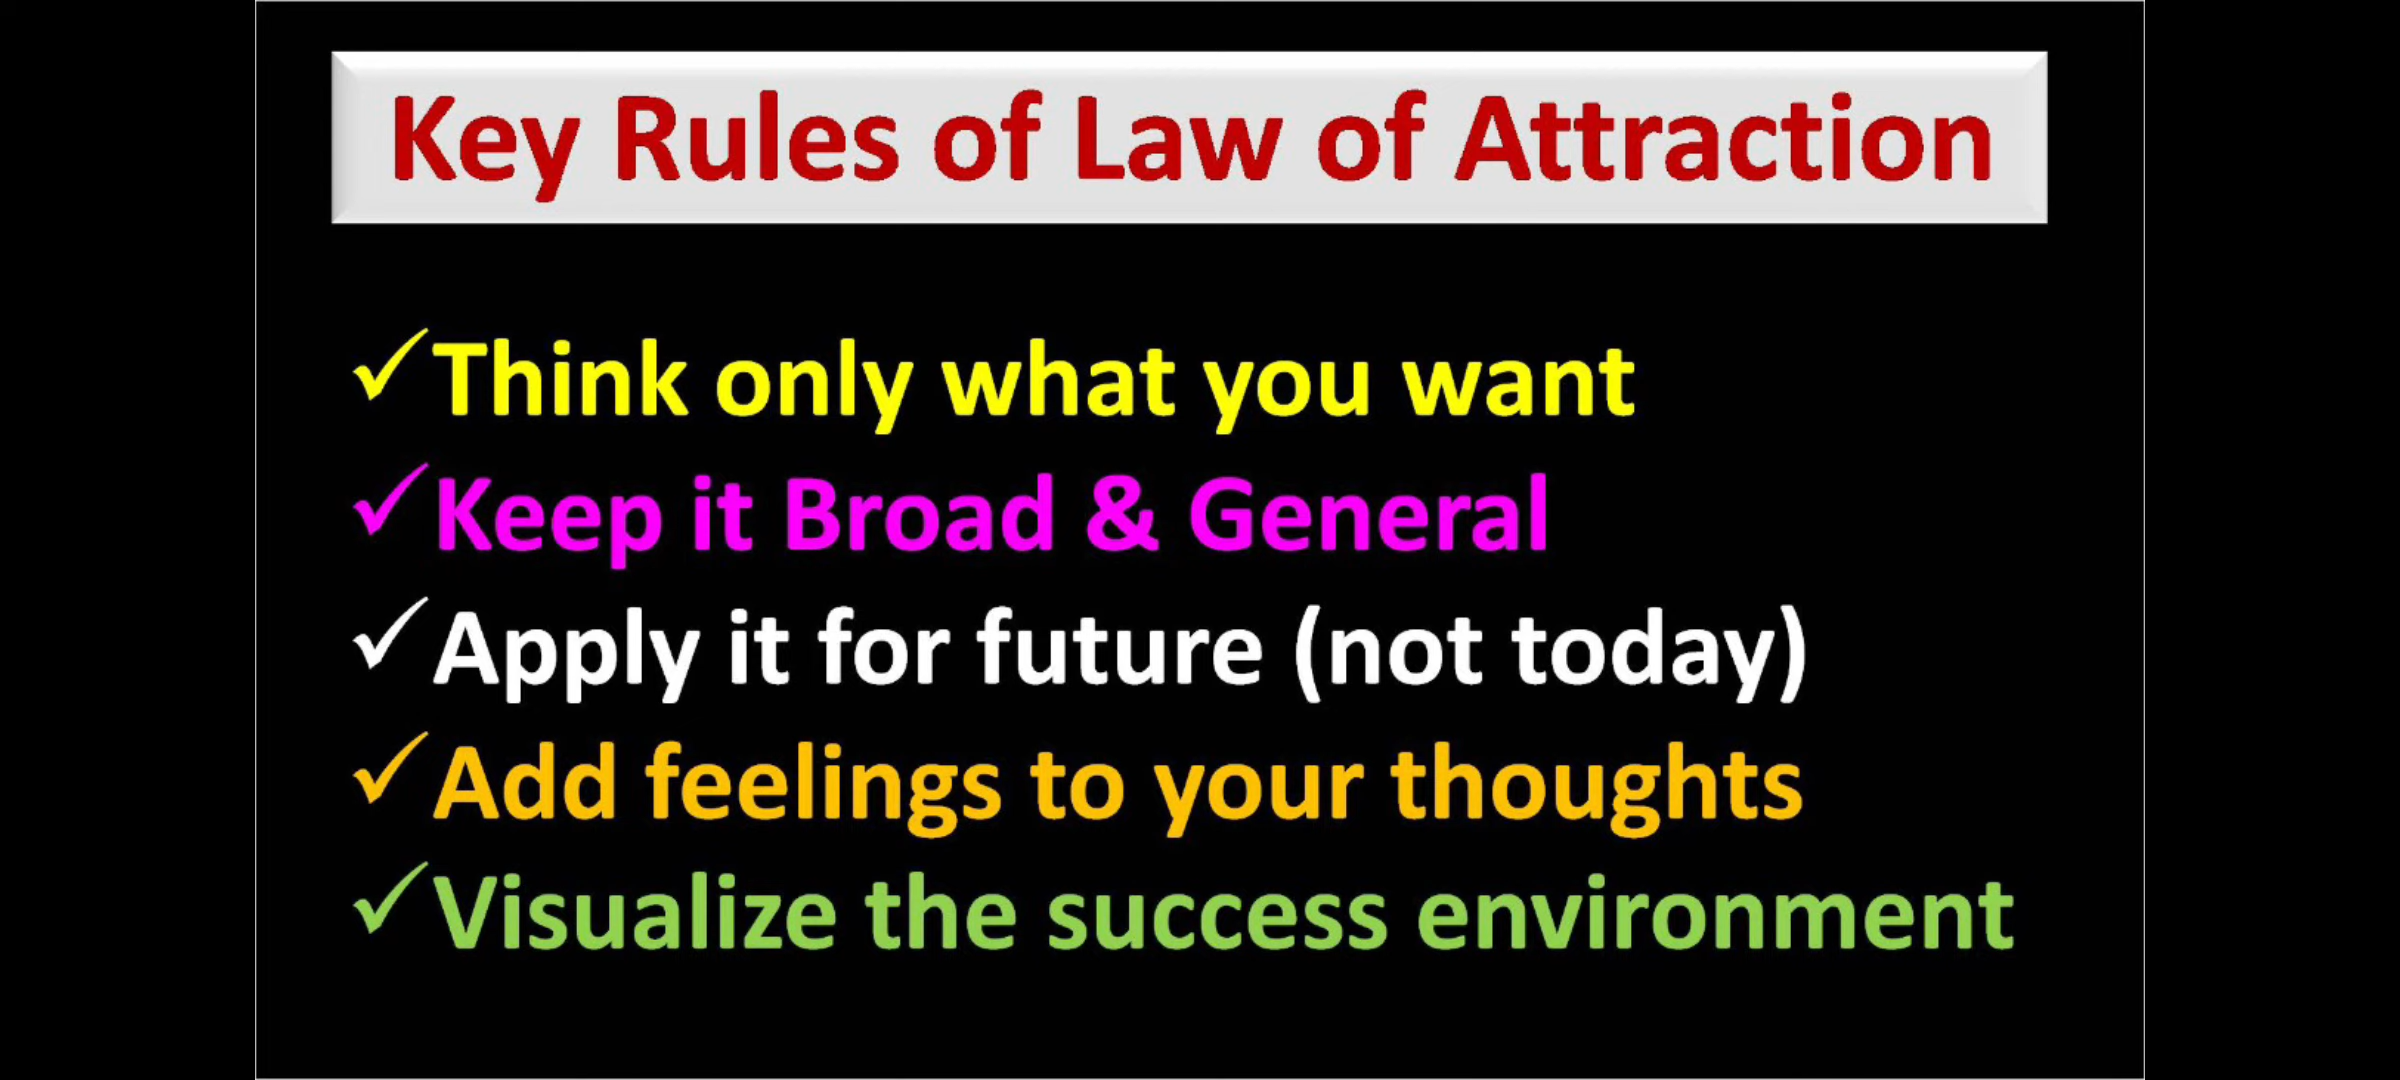 Key Rules of Law of Attraction
✓Think only what you want
✓Keep it Broad & General
✓Apply it for future (not today)
✓Add feelings to your thoughts
✓Visualize the success environment